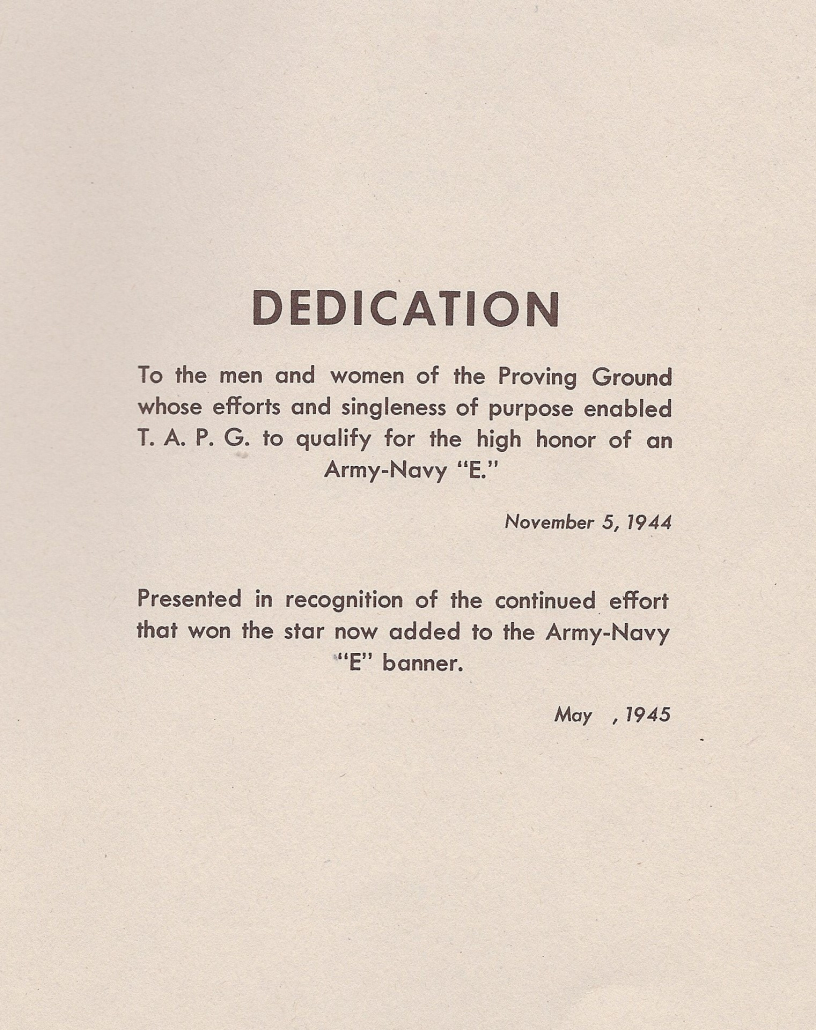 DEDICATION
To the men and women of the Proving Ground
whose efforts and singleness of purpose enabled
T. A. P. G. to qualify for the high honor of an
Army-Navy “E.”
November 5, 1944
Presented in recognition of the continued effort
that won the star now added to the Army-Navy
“E” banner.
May , 1945